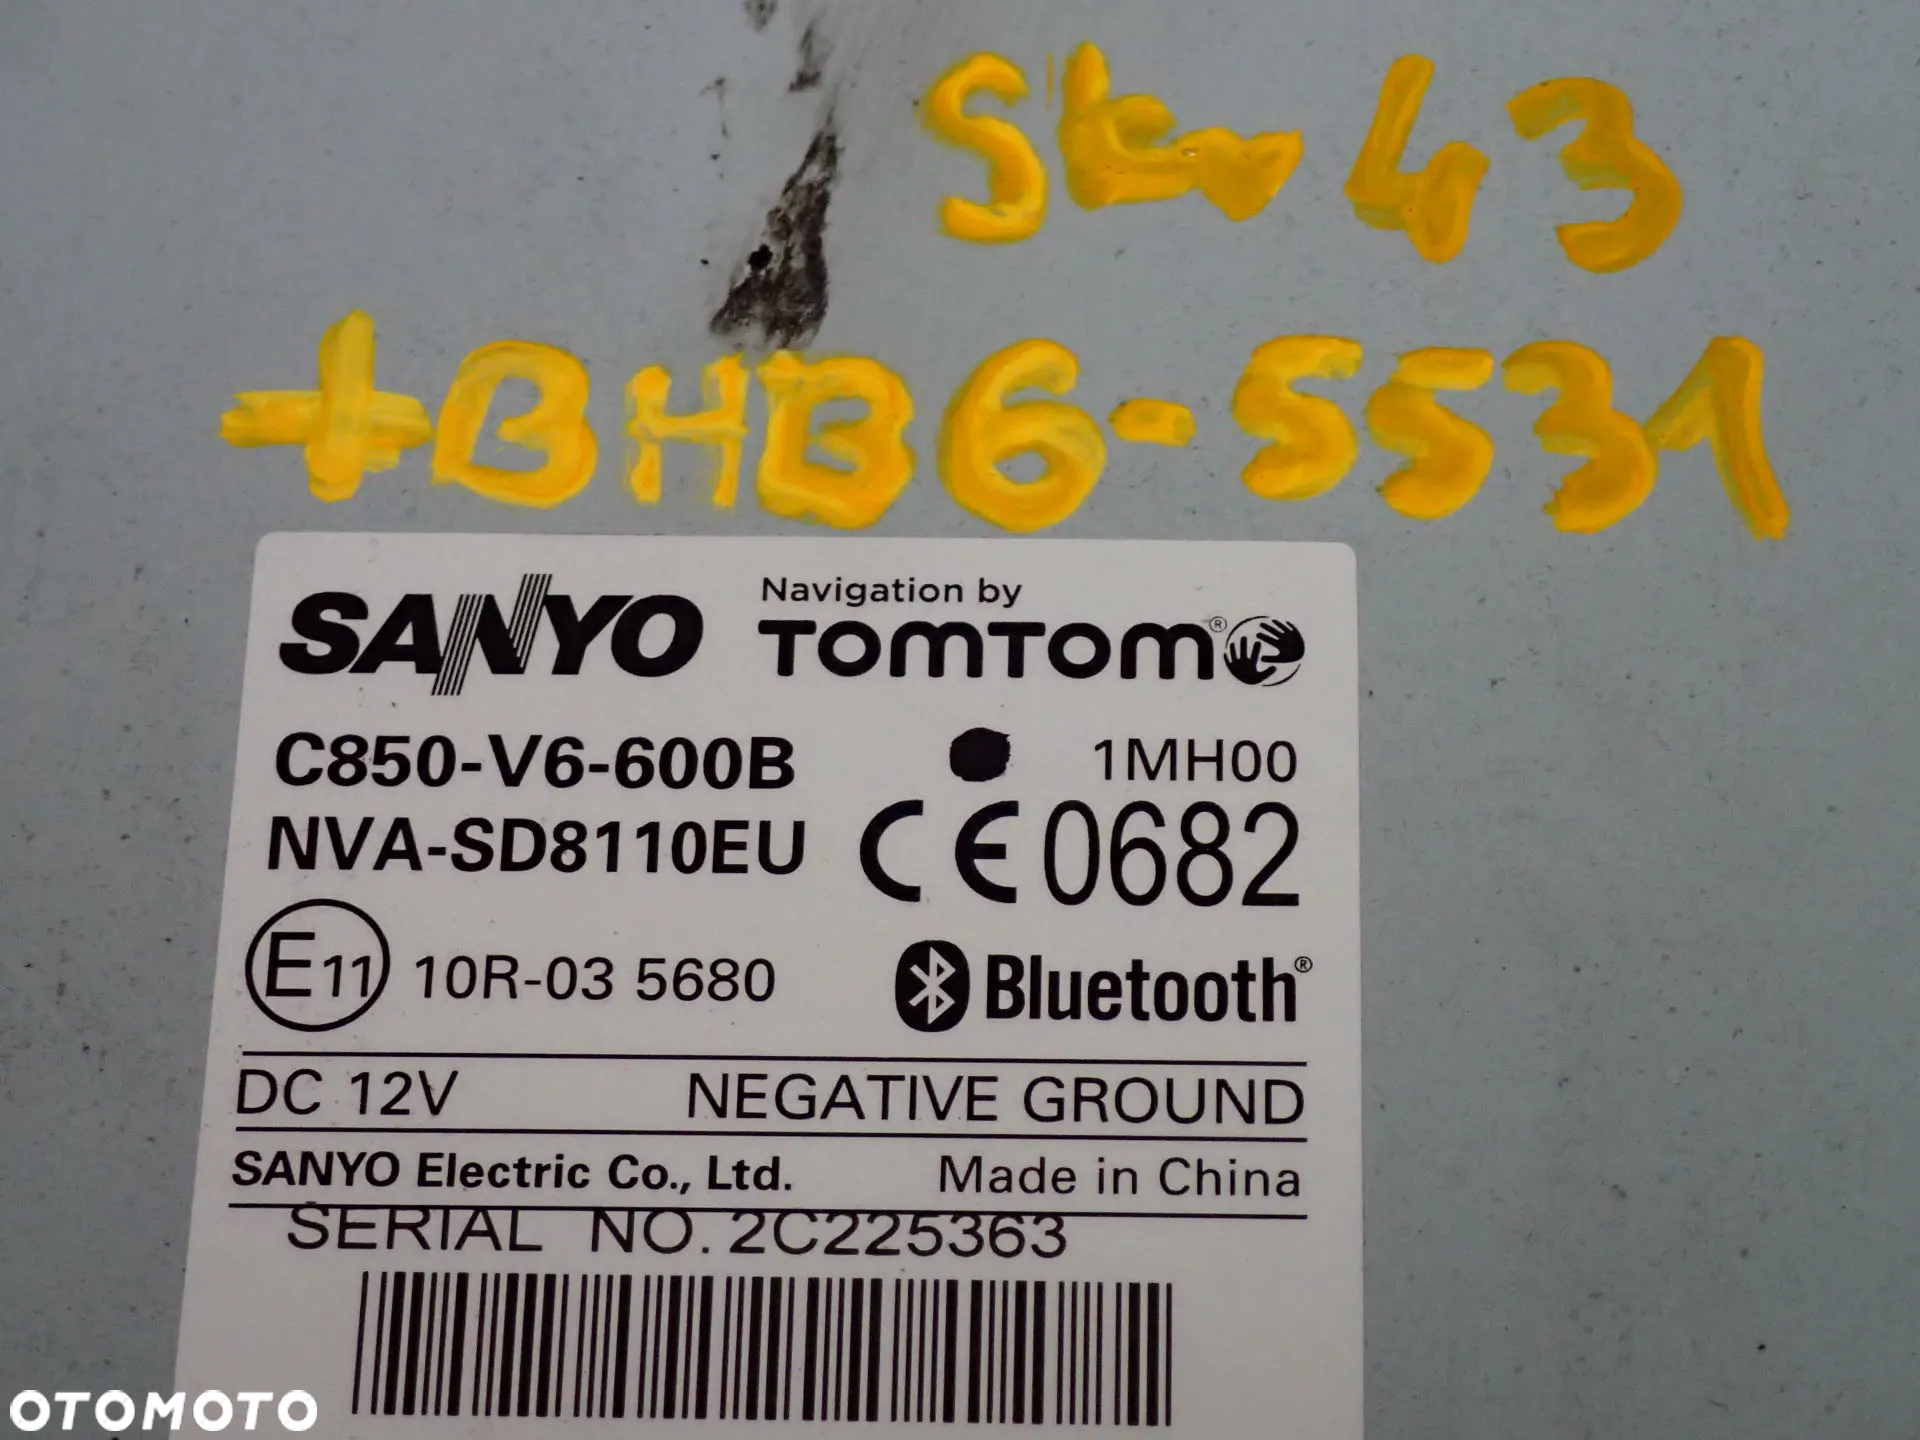 43
+BHB6-5531
SANYO Navigation by TOMTOM®
C850-V6-600B 1MH00
NVA-SD8110EU CE0682
E11 10R-03 5680 Bluetooth®
DC 12V NEGATIVE GROUND
SANYO Electric Co., Ltd. Made in China
SERIAL NO. 2C225363
OTOMOTO